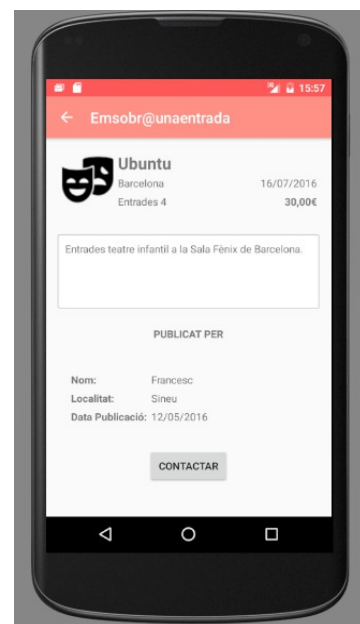 15:57
Emsobr@unaentrada
Ubuntu
Barcelona 16/07/2016
Entrades 4 30,00€
Entrades teatre infantil a la Sala Fènix de Barcelona.
PUBLICAT PER
Nom: Francesc
Localitat: Sineu
Data Publicació: 12/05/2016
CONTACTAR